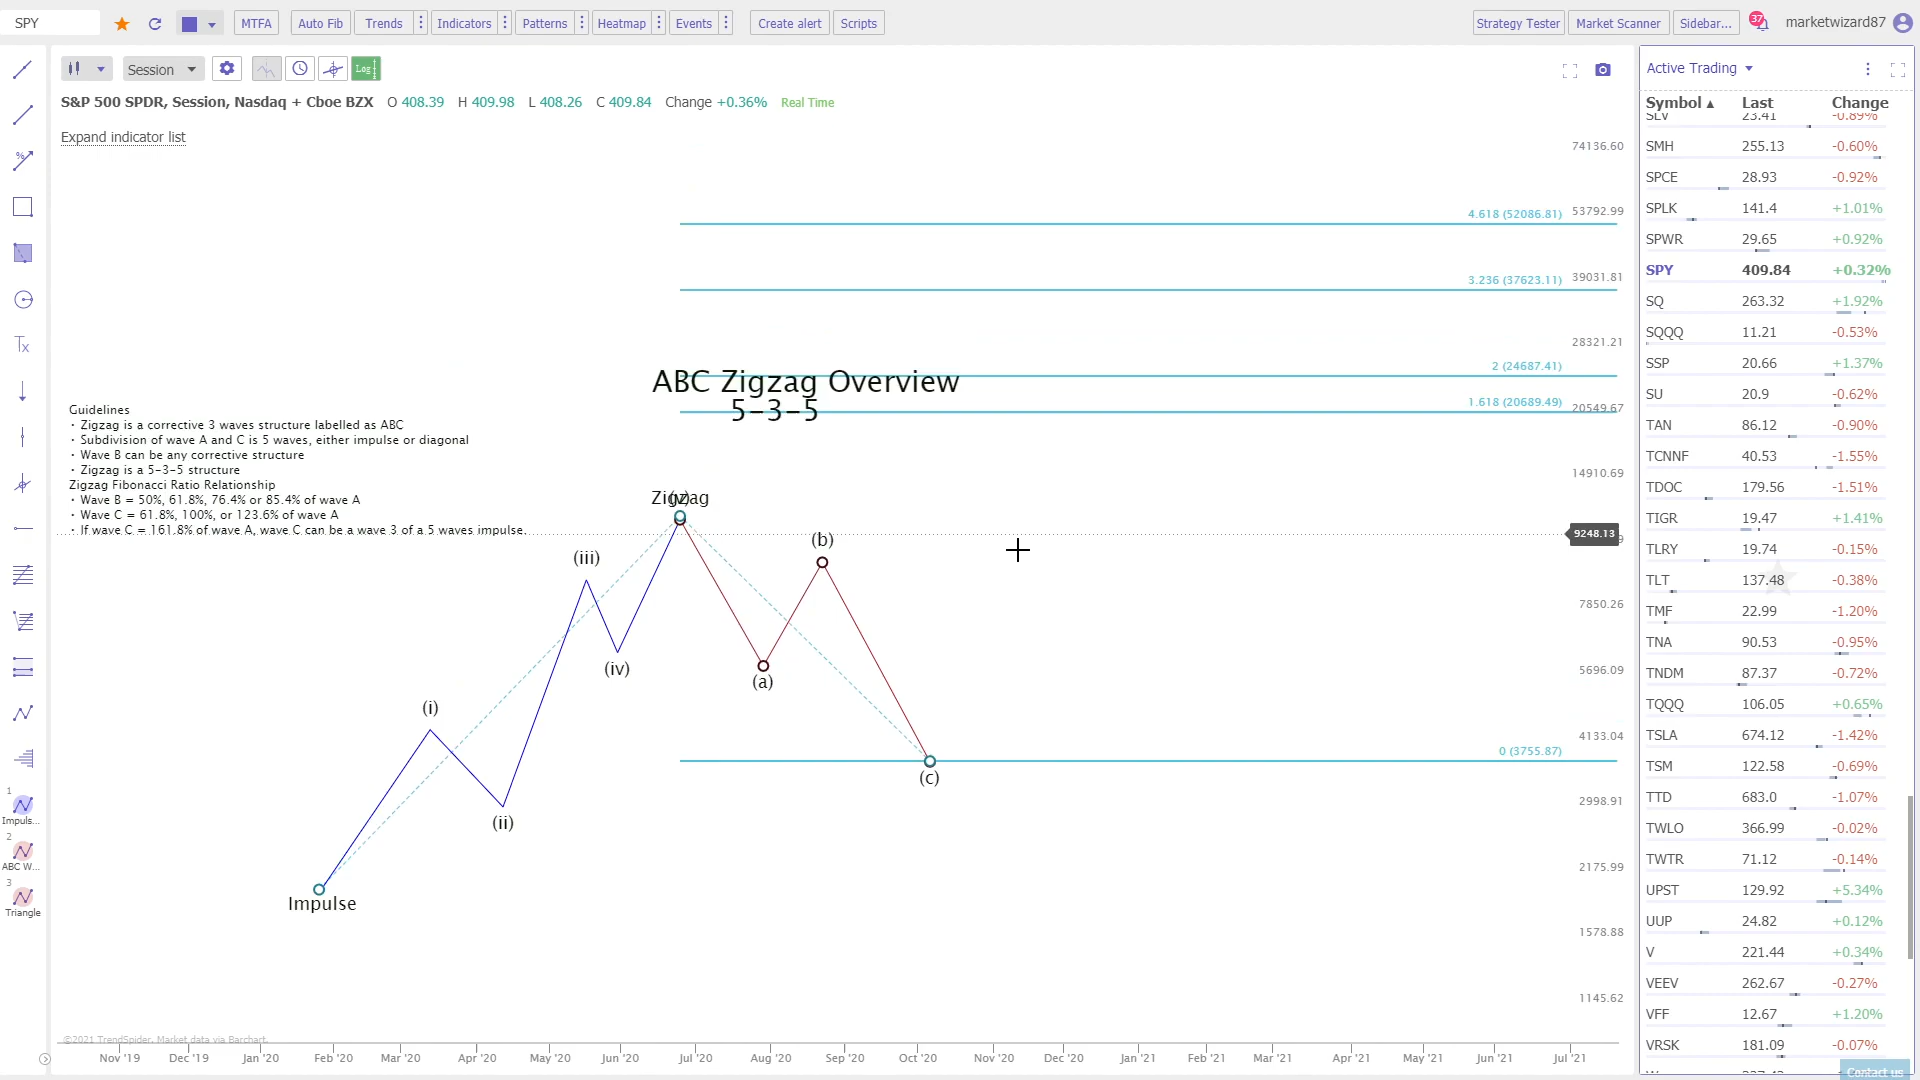 SPY
MTFA
Auto Fib
Trends
Indicators
Patterns
Heatmap
Events
Create alert
Scripts
Strategy Tester
Market Scanner
Sidebar...
37
marketwizard87
Session
Log
S&P 500 SPDR, Session, Nasdaq + Cboe BZX O 408.39 H 409.98 L 408.26 C 409.84 Change +0.36% Real Time
Expand indicator list
ABC Zigzag Overview
5-3-5
Guidelines
· Zigzag is a corrective 3 waves structure labelled as ABC
· Subdivision of wave A and C is 5 waves, either impulse or diagonal
· Wave B can be any corrective structure
· Zigzag is a 5-3-5 structure
Zigzag Fibonacci Ratio Relationship
· Wave B = 50%, 61.8%, 76.4% or 85.4% of wave A
· Wave C = 61.8%, 100%, or 123.6% of wave A
· If wave C = 161.8% of wave A, wave C can be a wave 3 of a 5 waves impulse.
Zigzag
(v)
(iii)
(b)
(iv)
(a)
(i)
(c)
(ii)
Impulse
4.618 (52086.81)
3.236 (37623.11)
2 (24687.41)
1.618 (20689.49)
0 (3755.87)
74136.60
53792.99
39031.81
28321.21
20549.67
14910.69
9248.13
7850.26
5696.09
4133.04
2998.91
2175.99
1578.88
1145.62
1
Impuls...
2
ABC W...
3
Triangle
©2021 TrendSpider. Market data via Barchart.
Nov '19 Dec '19 Jan '20 Feb '20 Mar '20 Apr '20 May '20 Jun '20 Jul '20 Aug '20 Sep '20 Oct '20 Nov '20 Dec '20 Jan '21 Feb '21 Mar '21 Apr '21 May '21 Jun '21 Jul '21
Active Trading
Symbol ▲ Last Change
SLV 23.41 -0.89%
SMH 255.13 -0.60%
SPCE 28.93 -0.92%
SPLK 141.4 +1.01%
SPWR 29.65 +0.92%
SPY 409.84 +0.32%
SQ 263.32 +1.92%
SQQQ 11.21 -0.53%
SSP 20.66 +1.37%
SU 20.9 -0.62%
TAN 86.12 -0.90%
TCNNF 40.53 -1.55%
TDOC 179.56 -1.51%
TIGR 19.47 +1.41%
TLRY 19.74 -0.15%
TLT 137.48 -0.38%
TMF 22.99 -1.20%
TNA 90.53 -0.95%
TNDM 87.37 -0.72%
TQQQ 106.05 +0.65%
TSLA 674.12 -1.42%
TSM 122.58 -0.69%
TTD 683.0 -1.07%
TWLO 366.99 -0.02%
TWTR 71.12 -0.14%
UPST 129.92 +5.34%
UUP 24.82 +0.12%
V 221.44 +0.34%
VEEV 262.67 -0.27%
VFF 12.67 +1.20%
VRSK 181.09 -0.07%
Contact us